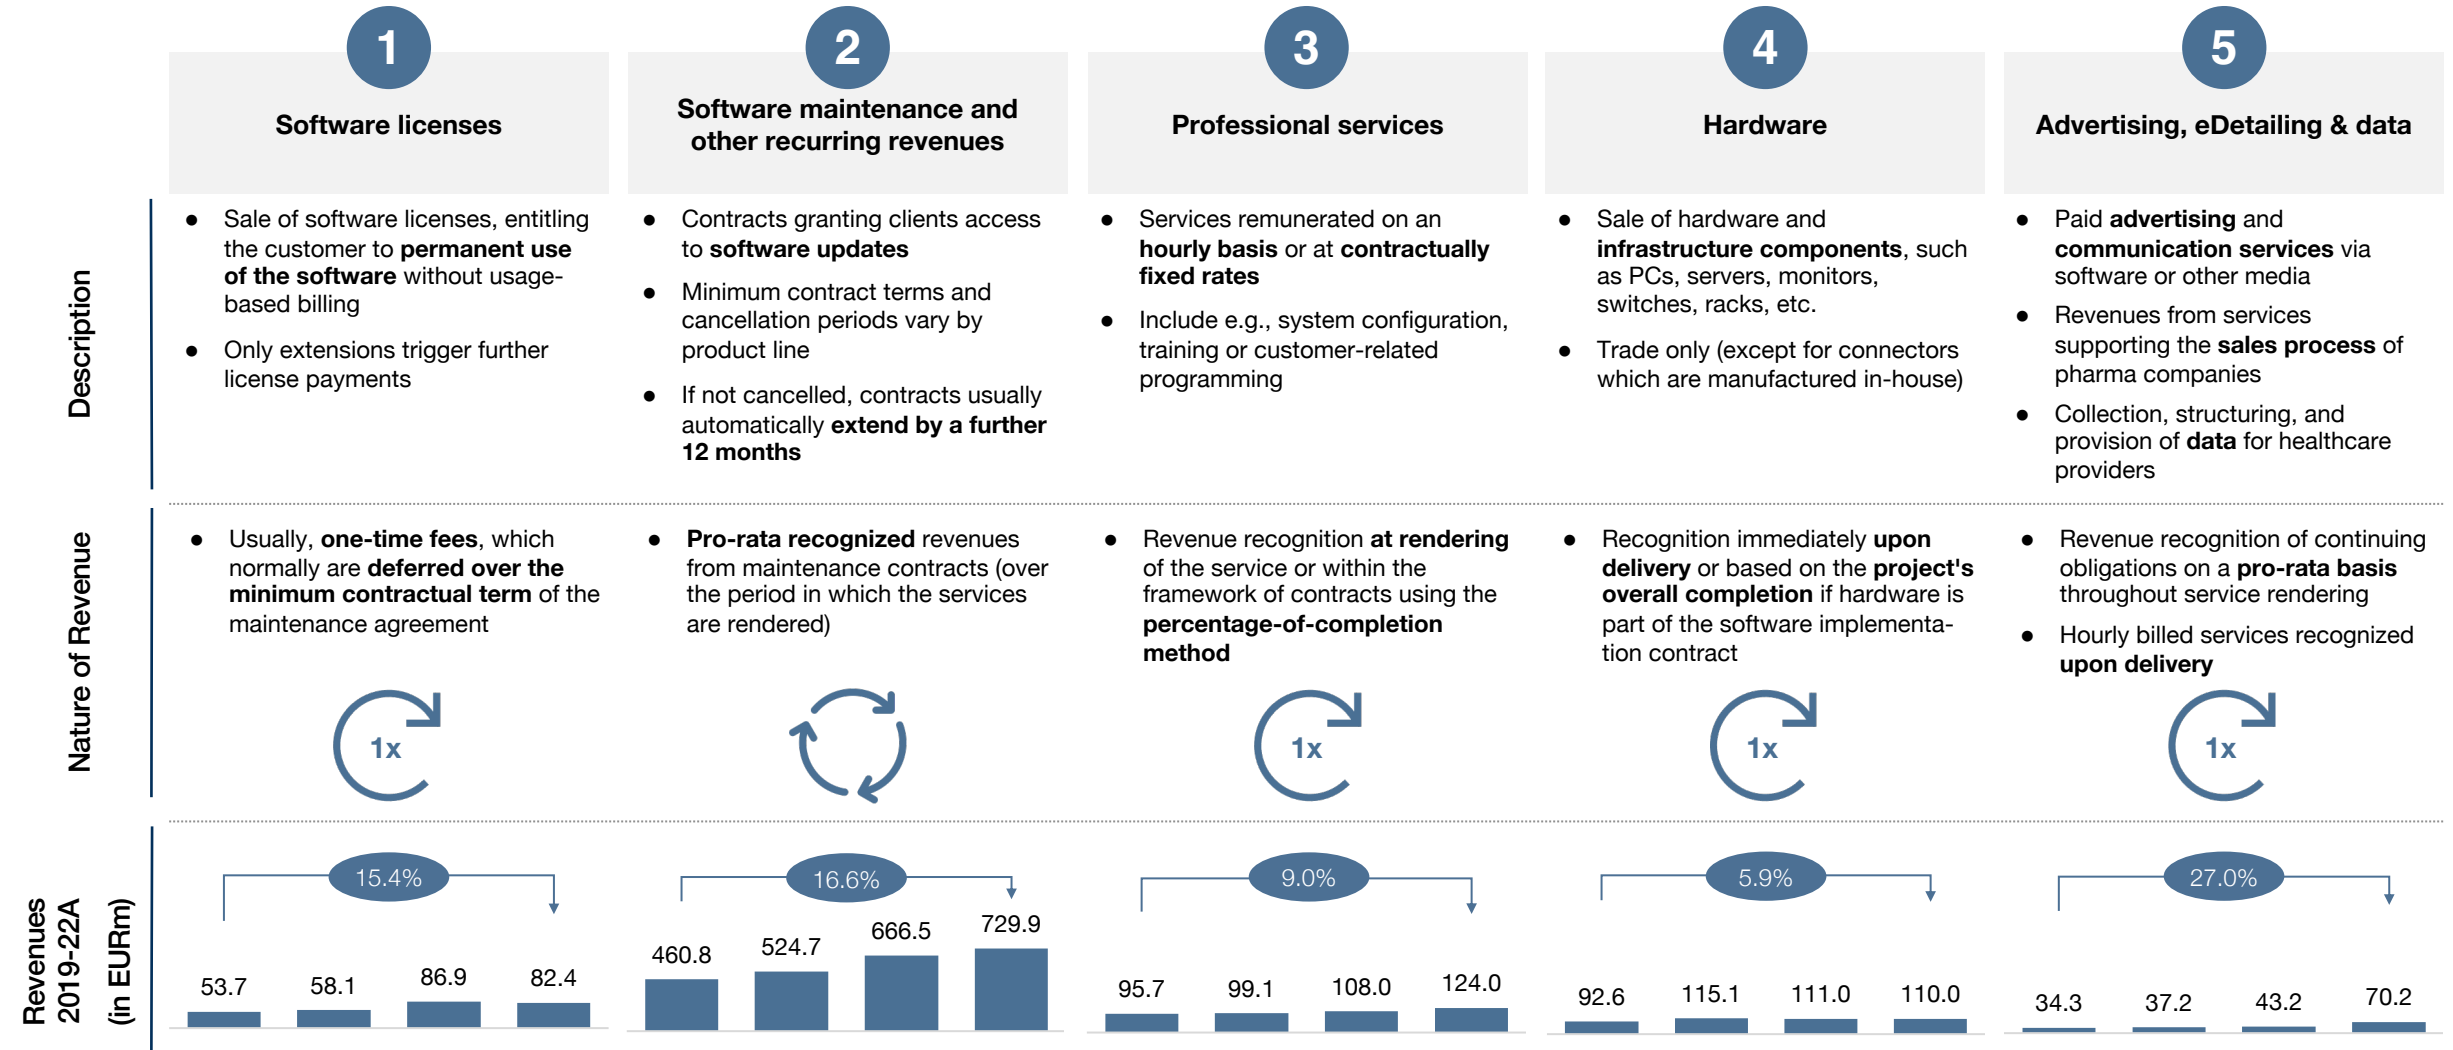 1
2
3
4
5
Software licenses
Software maintenance and
other recurring revenues
Professional services
Hardware
Advertising, eDetailing & data
Description
● Sale of software licenses, entitling
the customer to permanent use
of the software without usage-
based billing
● Only extensions trigger further
license payments
● Contracts granting clients access
to software updates
● Minimum contract terms and
cancellation periods vary by
product line
● If not cancelled, contracts usually
automatically extend by a further
12 months
● Services remunerated on an
hourly basis or at contractually
fixed rates
● Include e.g., system configuration,
training or customer-related
programming
● Sale of hardware and
infrastructure components, such
as PCs, servers, monitors,
switches, racks, etc.
● Trade only (except for connectors
which are manufactured in-house)
● Paid advertising and
communication services via
software or other media
● Revenues from services
supporting the sales process of
pharma companies
● Collection, structuring, and
provision of data for healthcare
providers
Nature of Revenue
● Usually, one-time fees, which
normally are deferred over the
minimum contractual term of the
maintenance agreement
1x
● Pro-rata recognized revenues
from maintenance contracts (over
the period in which the services
are rendered)
● Revenue recognition at rendering
of the service or within the
framework of contracts using the
percentage-of-completion
method
1x
● Recognition immediately upon
delivery or based on the project's
overall completion if hardware is
part of the software implementa-
tion contract
1x
● Revenue recognition of continuing
obligations on a pro-rata basis
throughout service rendering
● Hourly billed services recognized
upon delivery
1x
Revenues
2019-22A
(in EURm)
15.4%
53.7 58.1 86.9 82.4
16.6%
460.8 524.7 666.5 729.9
9.0%
95.7 99.1 108.0 124.0
5.9%
92.6 115.1 111.0 110.0
27.0%
34.3 37.2 43.2 70.2